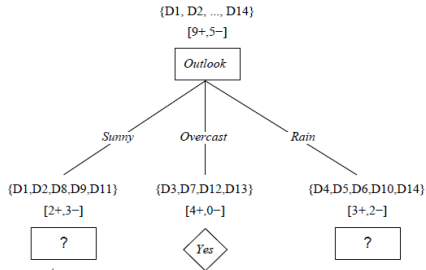 {D1, D2, ..., D14}
[9+,5−]
Outlook
Sunny Overcast Rain
{D1,D2,D8,D9,D11} {D3,D7,D12,D13} {D4,D5,D6,D10,D14}
[2+,3−] [4+,0−] [3+,2−]
? Yes ?